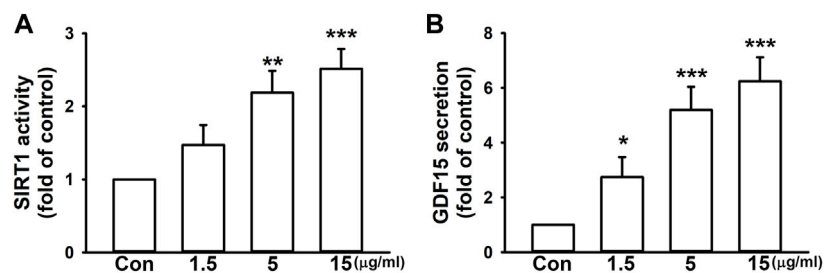 A
SIRT1 activity
(fold of control)
3
2
1
0
**
***
Con 1.5 5 15 (μg/ml)
B
GDF15 secretion
(fold of control)
8
6
4
2
0
*
***
***
Con 1.5 5 15 (μg/ml)